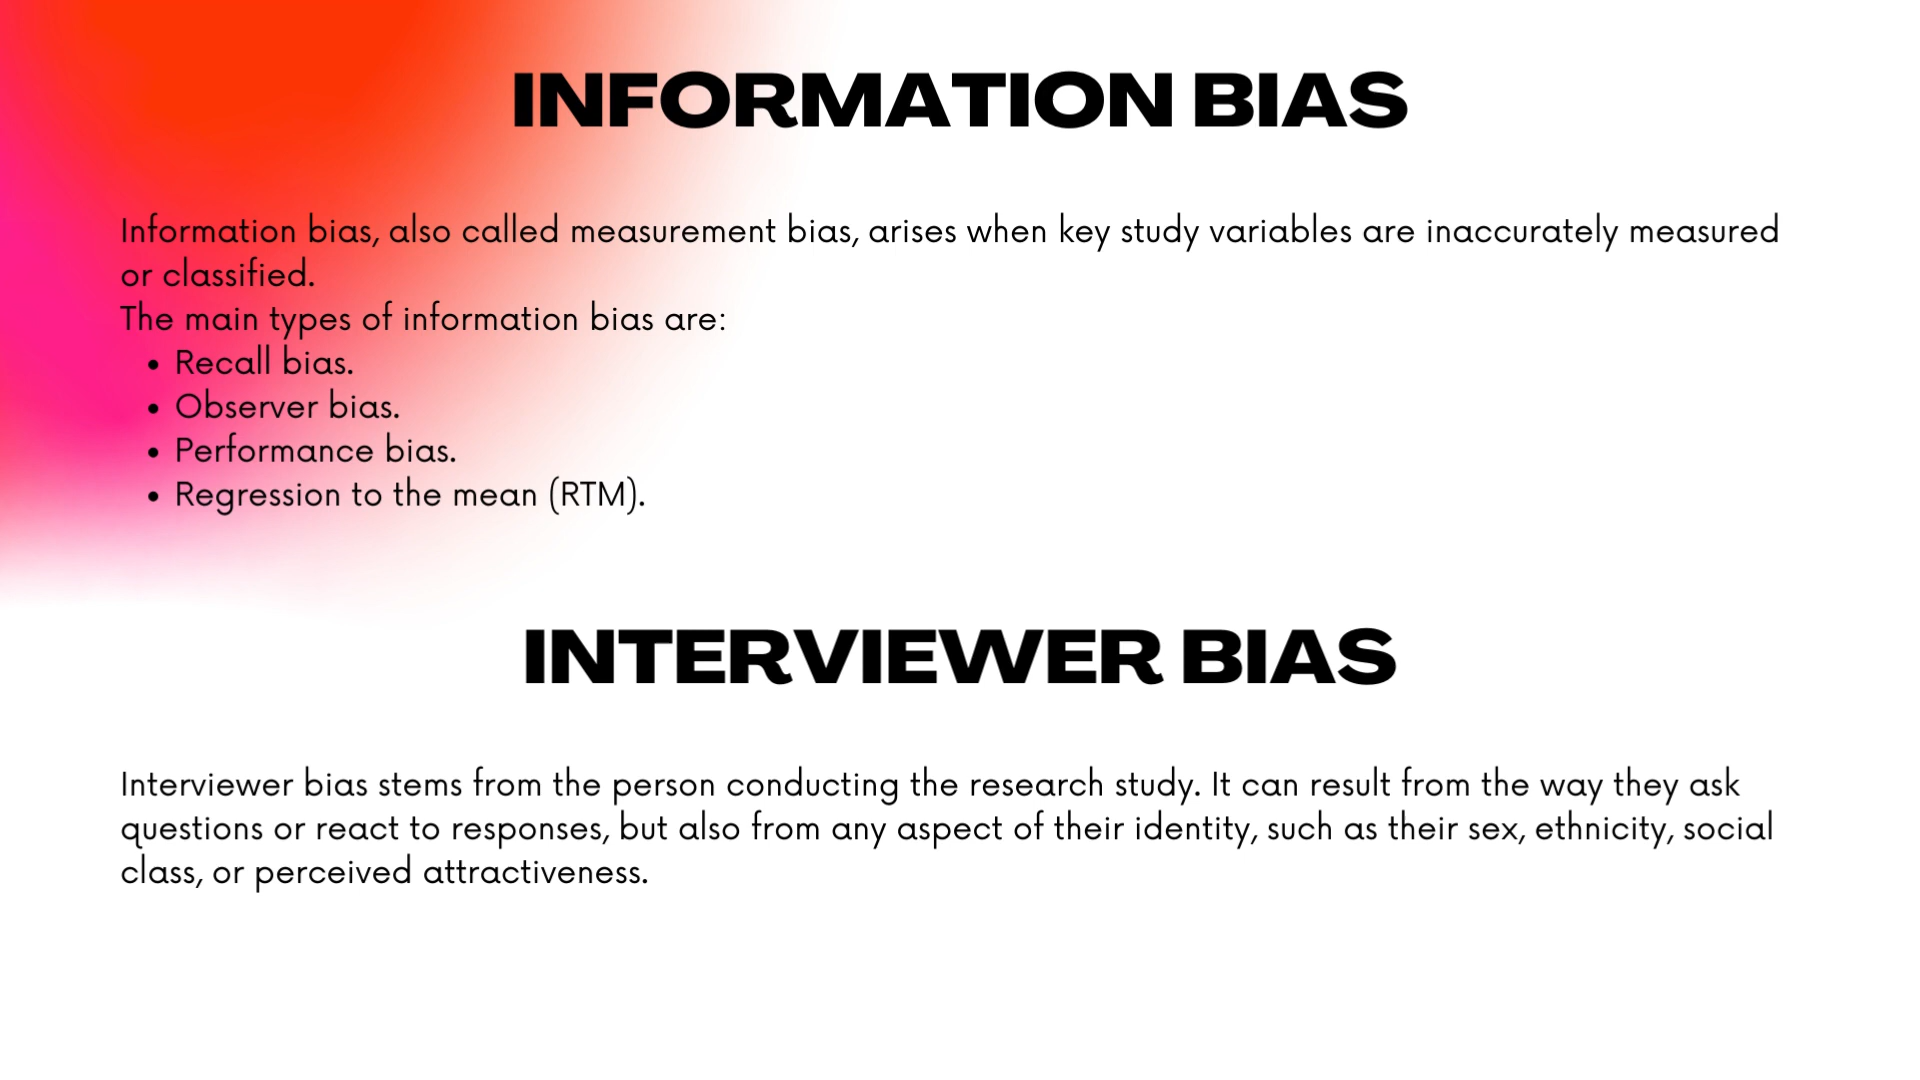 INFORMATION BIAS
Information bias, also called measurement bias, arises when key study variables are inaccurately measured
or classified.
The main types of information bias are:
• Recall bias.
• Observer bias.
• Performance bias.
• Regression to the mean (RTM).
INTERVIEWER BIAS
Interviewer bias stems from the person conducting the research study. It can result from the way they ask
questions or react to responses, but also from any aspect of their identity, such as their sex, ethnicity, social
class, or perceived attractiveness.